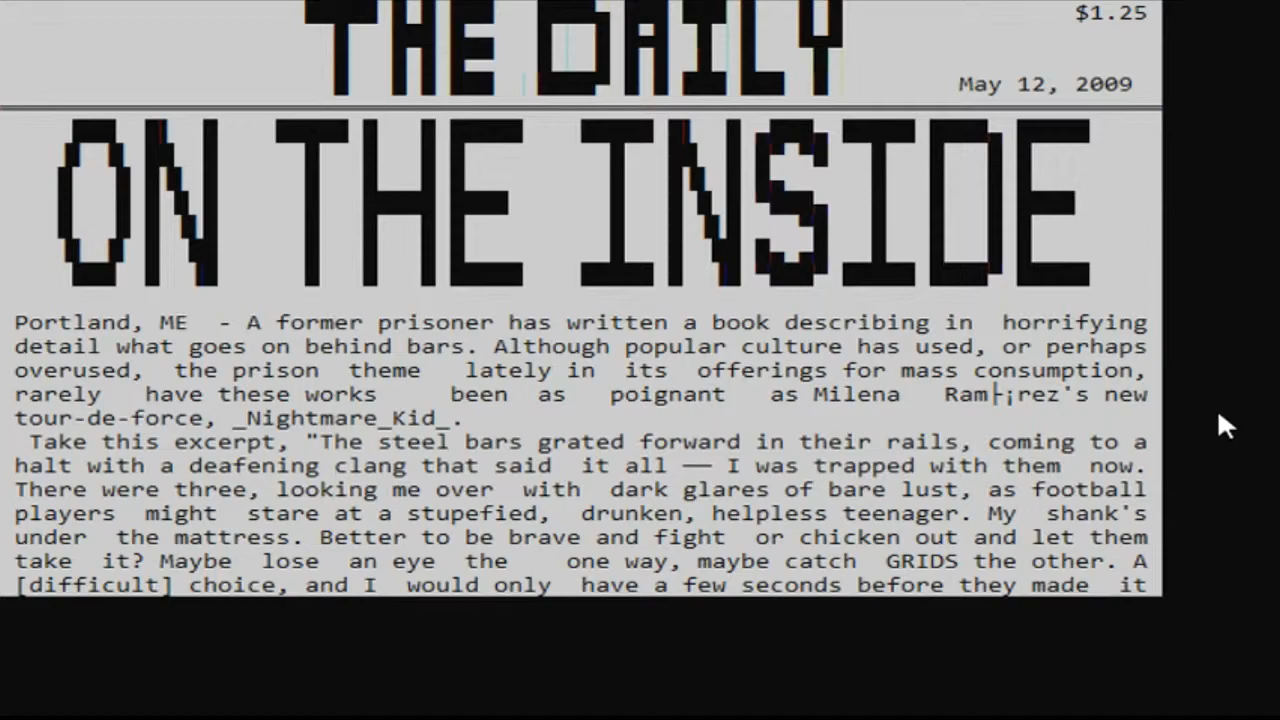 $1.25
THE DAILY
May 12, 2009
ON THE INSIDE
Portland, ME  - A former prisoner has written a book describing in  horrifying
detail what goes on behind bars. Although popular culture has used, or perhaps
overused,  the prison  theme   lately in  its  offerings for mass consumption,
rarely   have these works     been  as   poignant   as Milena   Ram├¡rez's new
tour-de-force, _Nightmare_Kid_.
 Take this excerpt, "The steel bars grated forward in their rails, coming to a
halt with a deafening clang that said  it all — I was trapped with them  now.
There were three, looking me over  with  dark glares of bare lust, as football
players  might  stare at a stupefied,  drunken, helpless teenager. My  shank's
under  the mattress. Better to be brave and fight  or chicken out and let them
take  it? Maybe  lose  an eye  the    one way, maybe catch  GRIDS the other. A
[difficult] choice, and I  would only  have a few seconds before they made  it